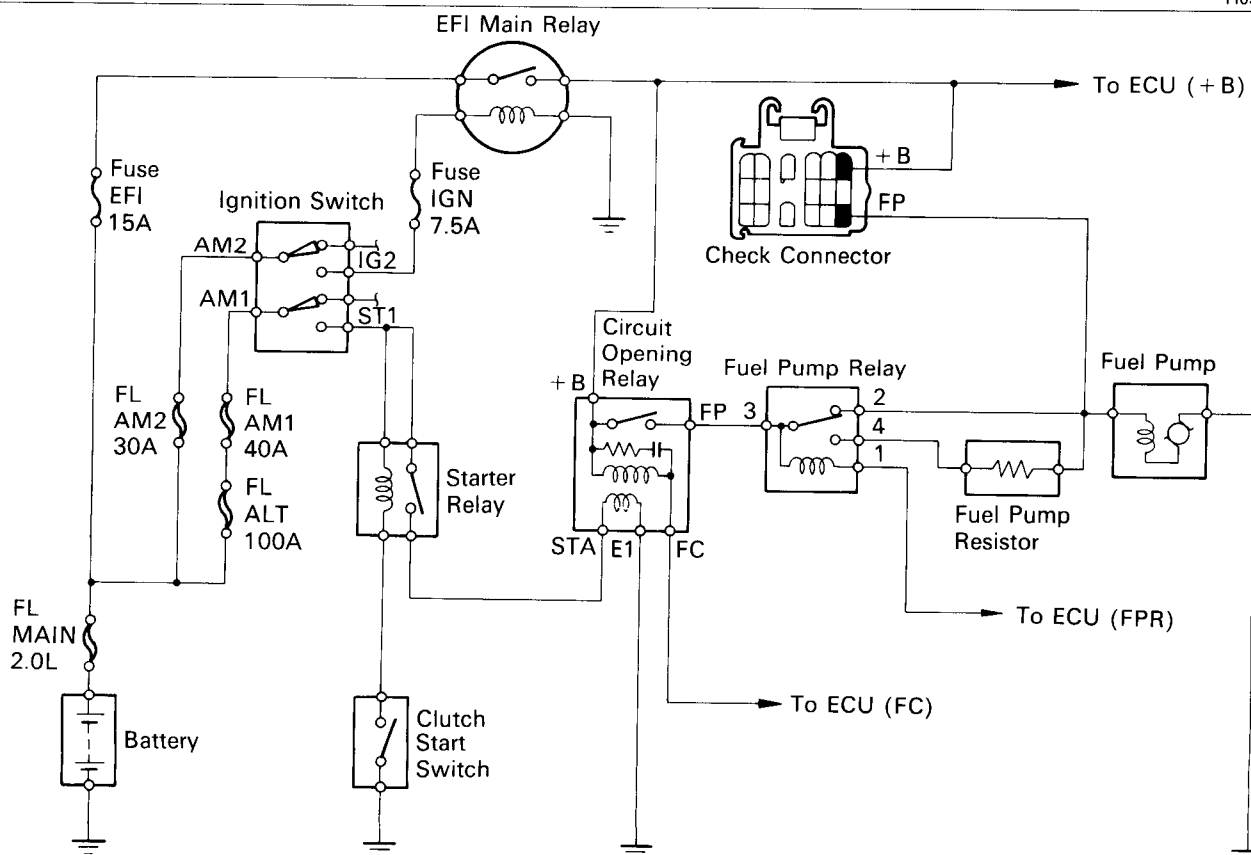 EFI Main Relay
To ECU (+B)
Fuse
EFI
15A
Ignition Switch
Fuse
IGN
7.5A
+B
FP
Check Connector
AM2
IG2
AM1
ST1
Circuit
Opening
Relay
+B
FP
Fuel Pump Relay
3
2
4
1
Fuel Pump
FL
AM2
30A
FL
AM1
40A
FL
ALT
100A
Starter
Relay
STA
E1
FC
Fuel Pump
Resistor
To ECU (FPR)
FL
MAIN
2.0L
Battery
Clutch
Start
Switch
To ECU (FC)